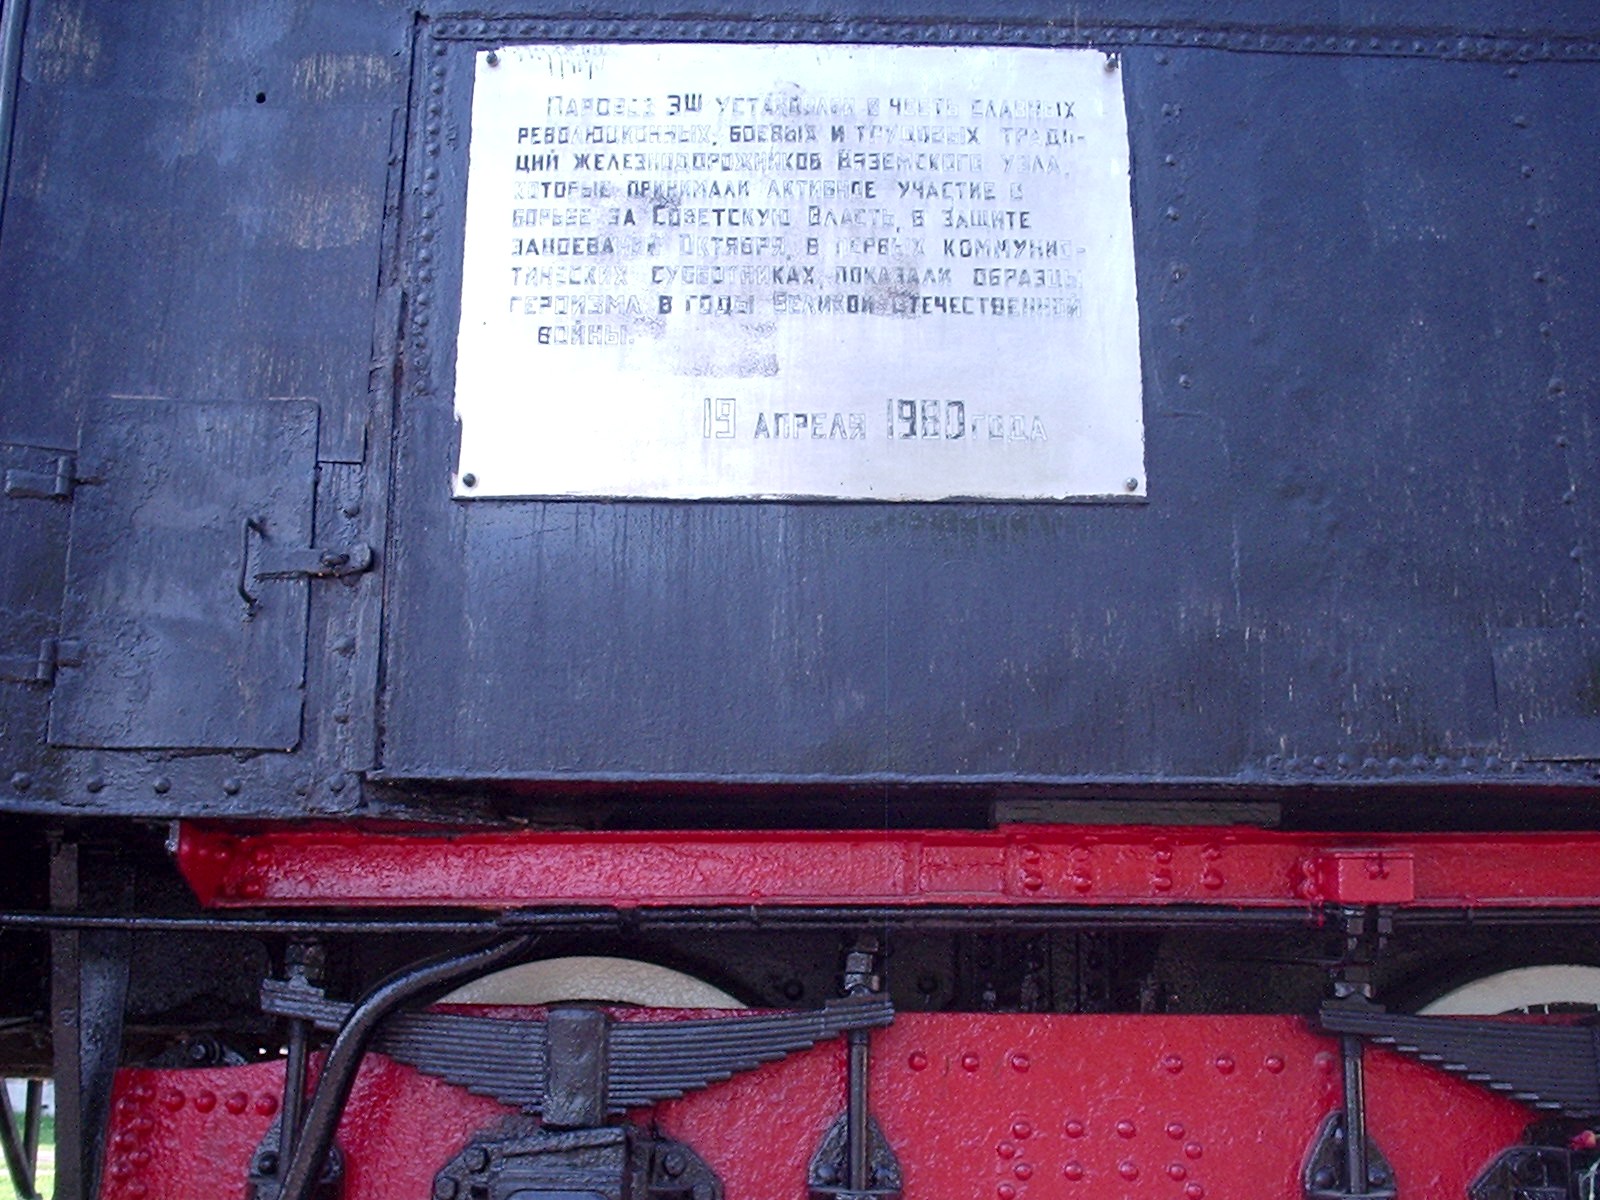 Паровоз ЭШ установлен в честь славных
революционных, боевых и трудовых тради-
ций железнодорожников Вяземского узла,
которые принимали активное участие в
борьбе за Советскую Власть, в защите
завоеваний Октября, в первых коммунис-
тических субботниках, показали образцы
героизма в годы Великой Отечественной
войны.
19 апреля 1980 года